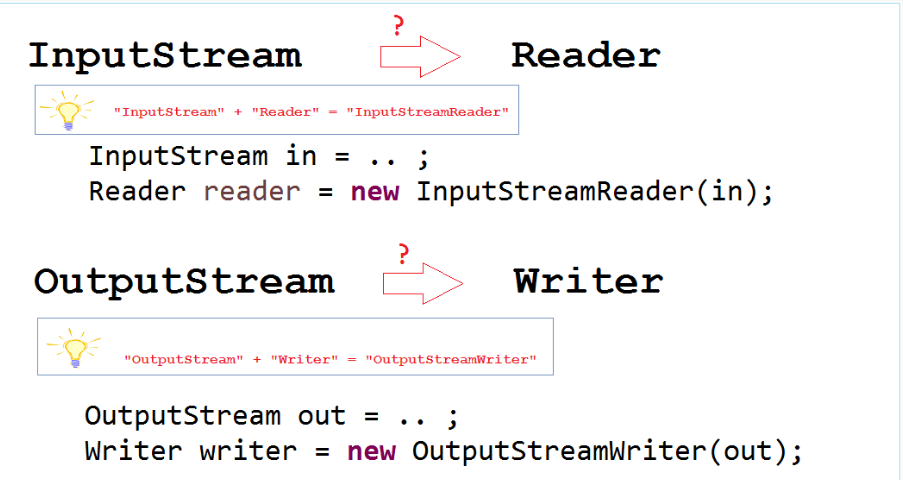 ?
InputStream Reader
"InputStream" + "Reader" = "InputStreamReader"
InputStream in = .. ;
Reader reader = new InputStreamReader(in);
?
OutputStream Writer
"OutputStream" + "Writer" = "OutputStreamWriter"
OutputStream out = .. ;
Writer writer = new OutputStreamWriter(out);